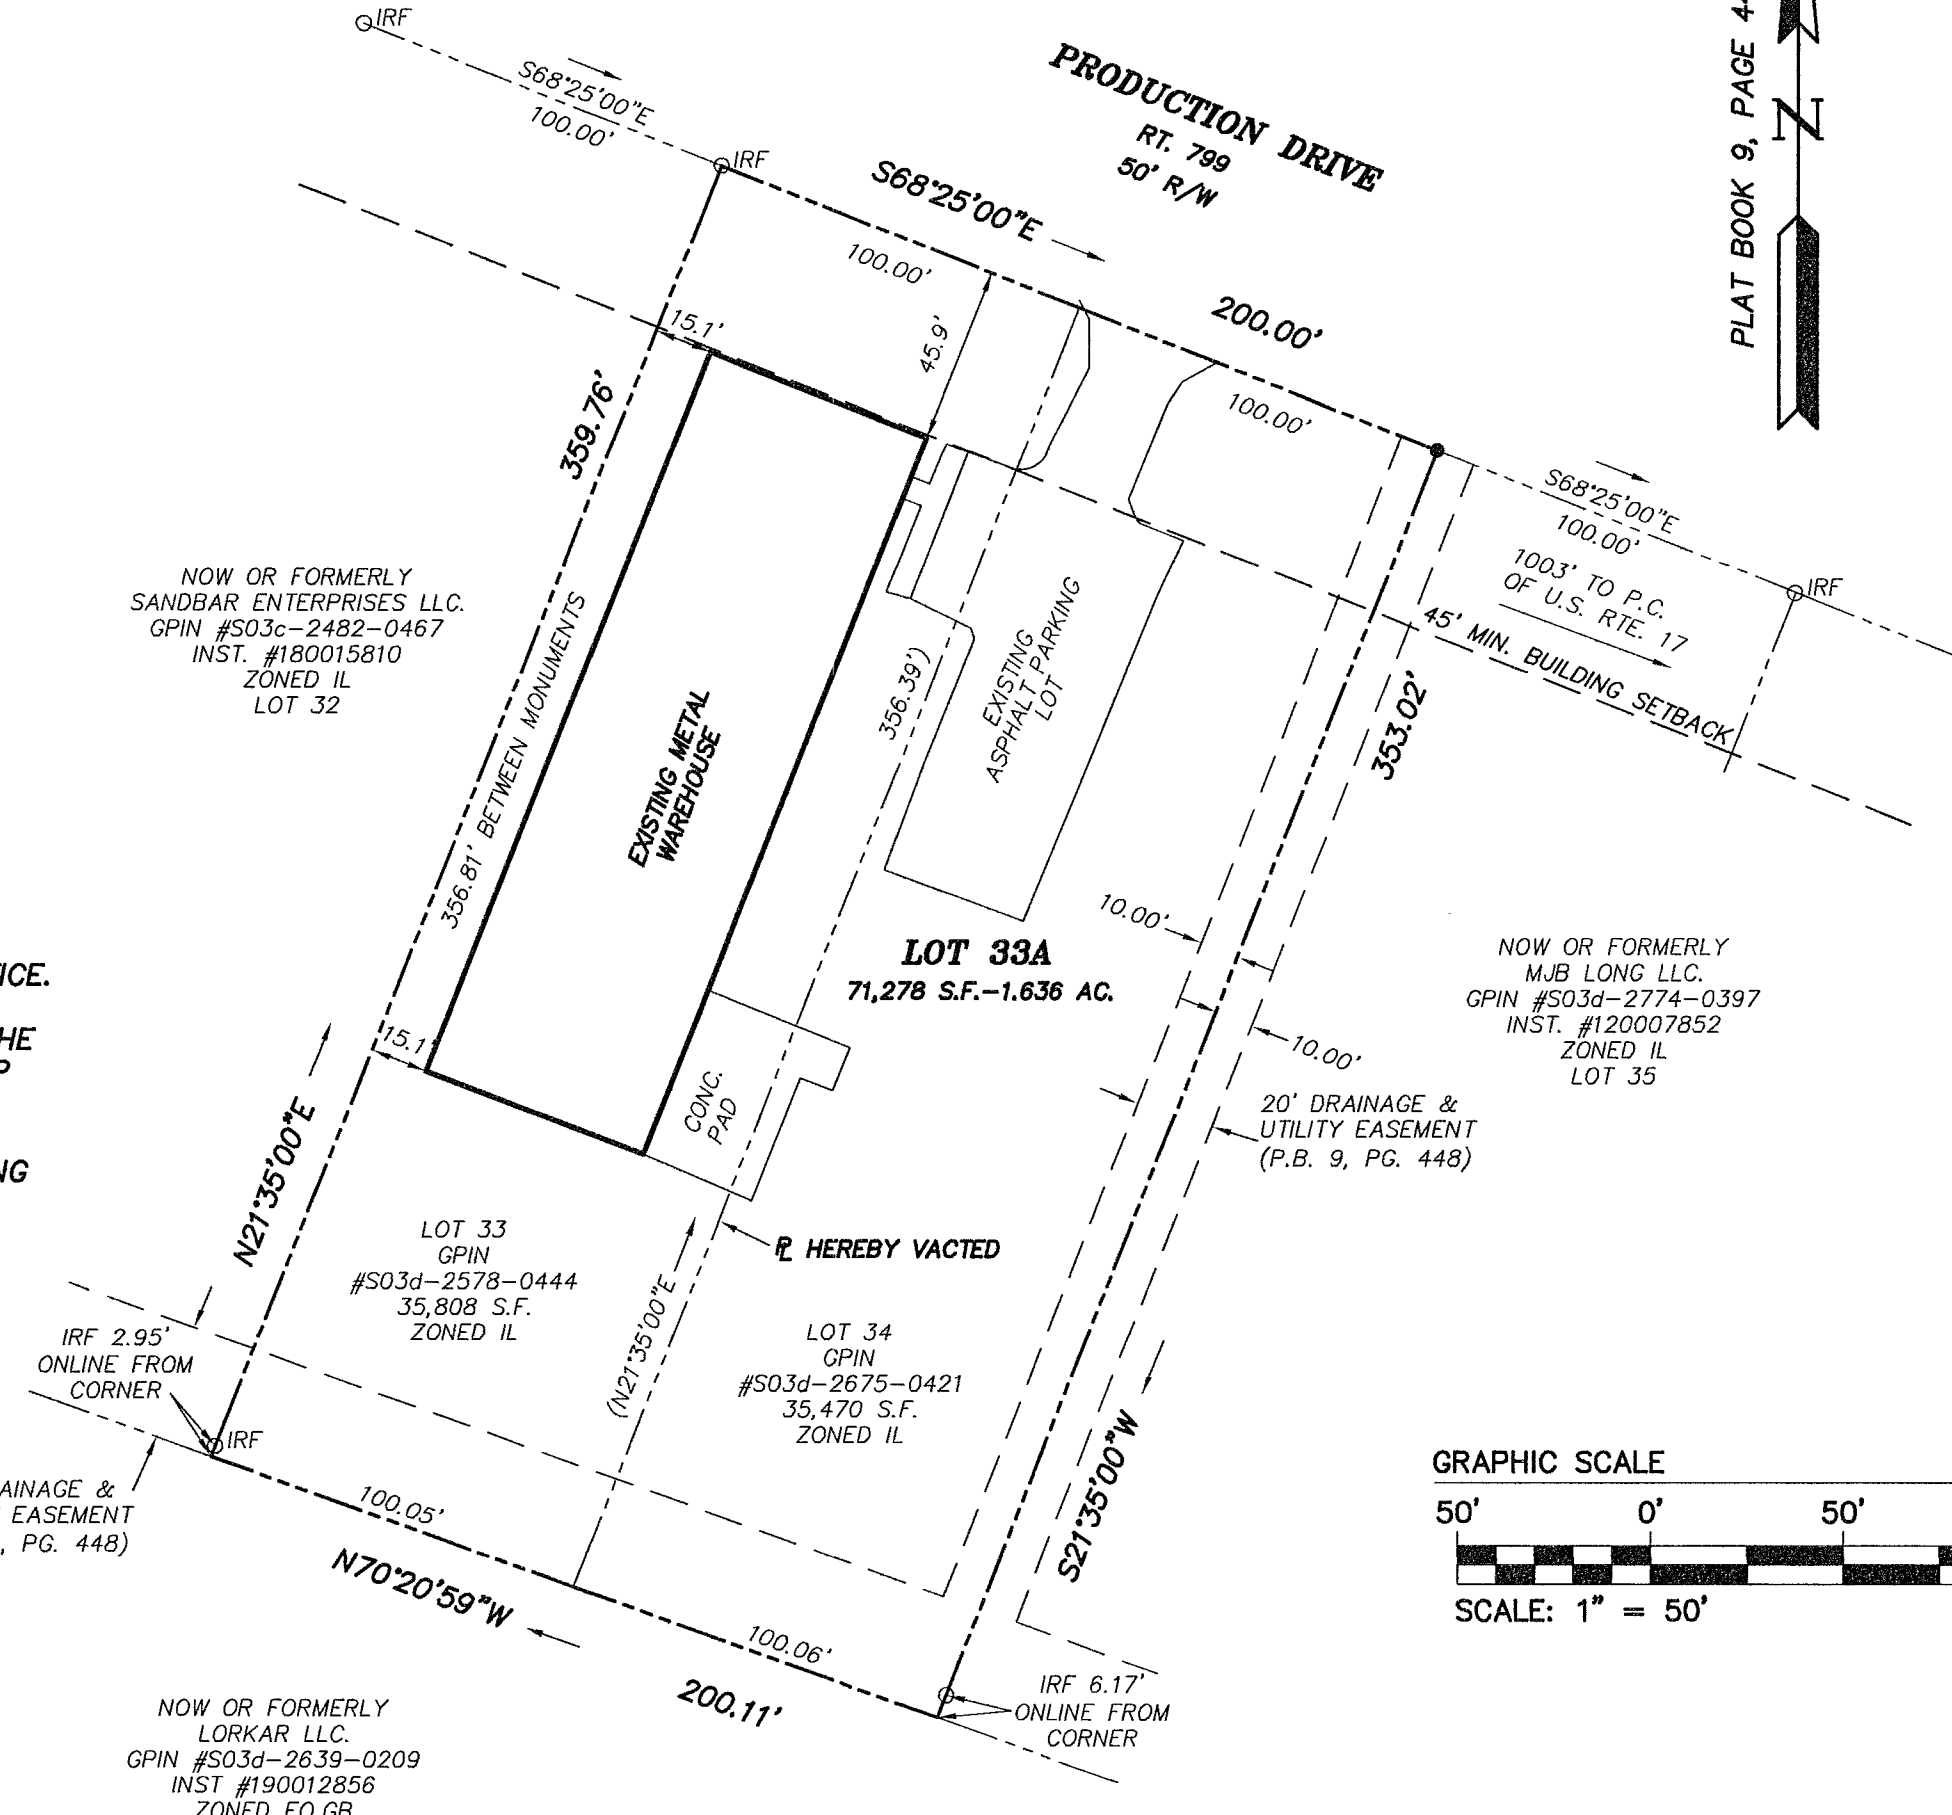 IRF
S68°25'00"E
100.00'
IRF
PRODUCTION DRIVE
RT. 799
50' R/W
S68°25'00"E
100.00'
200.00'
100.00'
PLAT BOOK 9, PAGE
N
15.1'
45.9'
359.76'
S68°25'00"E
100.00'
1003' TO P.C.
OF U.S. RTE. 17
IRF
45' MIN. BUILDING SETBACK
NOW OR FORMERLY
SANDBAR ENTERPRISES LLC.
GPIN #S03c-2482-0467
INST. #180015810
ZONED IL
LOT 32
356.81' BETWEEN MONUMENTS
EXISTING METAL
WAREHOUSE
356.39')
EXISTING
ASPHALT PARKING
LOT
353.02'
10.00'
LOT 33A
71,278 S.F.-1.636 AC.
NOW OR FORMERLY
MJB LONG LLC.
GPIN #S03d-2774-0397
INST. #120007852
ZONED IL
LOT 35
ICE.
HE
NG
15.1'
10.00'
CONC.
PAD
20' DRAINAGE &
UTILITY EASEMENT
(P.B. 9, PG. 448)
N21°35'00"E
LOT 33
GPIN
#S03d-2578-0444
35,808 S.F.
ZONED IL
℄ HEREBY VACTED
(N21°35'00"E
LOT 34
GPIN
#S03d-2675-0421
35,470 S.F.
ZONED IL
IRF 2.95'
ONLINE FROM
CORNER
IRF
AINAGE &
EASEMENT
, PG. 448)
S21°35'00"W
100.05'
N70°20'59"W
100.06'
200.11'
IRF 6.17'
ONLINE FROM
CORNER
GRAPHIC SCALE
50' 0' 50'
SCALE: 1" = 50'
NOW OR FORMERLY
LORKAR LLC.
GPIN #S03d-2639-0209
INST #190012856
ZONED EO,GB